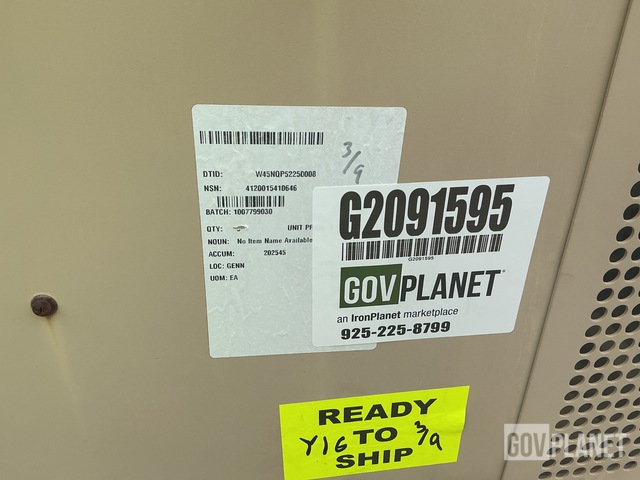 3/9
DTID: W45NQP52250008
NSN: 4120015410646
BATCH: 1007799030
QTY: UNIT PR
NOUN: No Item Name Available
ACCUM: 202545
LOC: GENN
UOM: EA
G2091595
G2091595
GOVPLANET
an IronPlanet marketplace
925-225-8799
READY
Y16 TO 3/9
SHIP
GOVPLANET